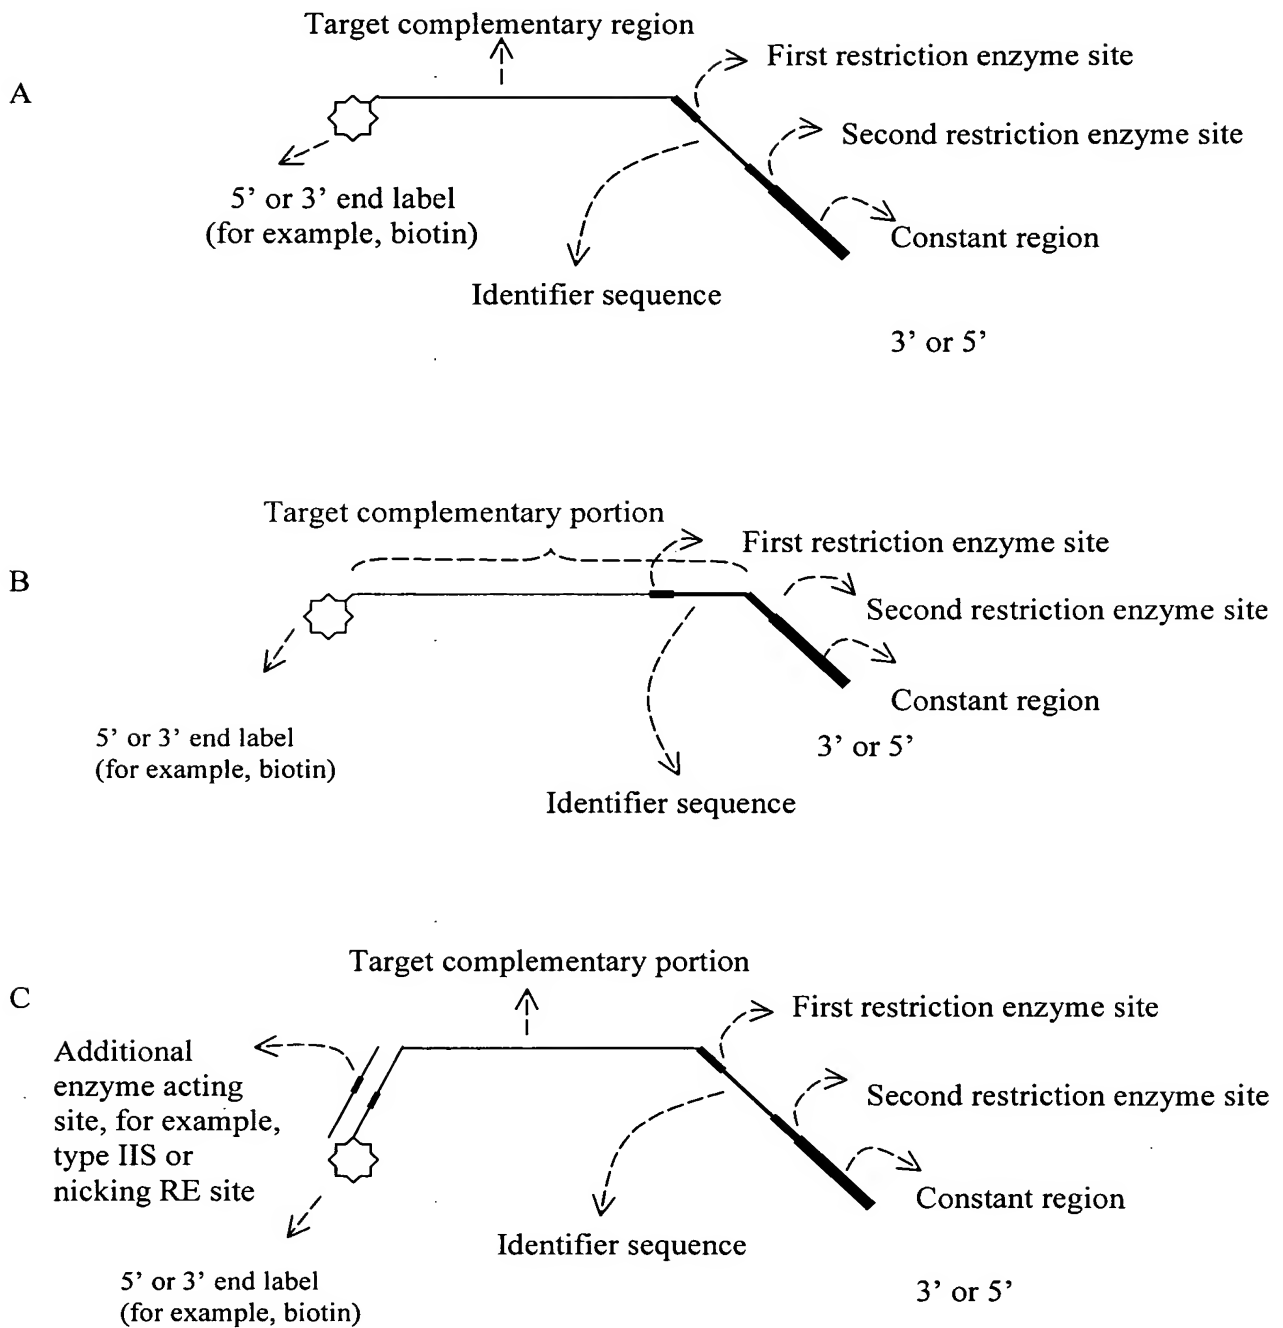 Target complementary region
First restriction enzyme site
A
Second restriction enzyme site
5’ or 3’ end label
(for example, biotin)
Constant region
Identifier sequence
3’ or 5’
Target complementary portion
First restriction enzyme site
B
Second restriction enzyme site
Constant region
5’ or 3’ end label
(for example, biotin)
3’ or 5’
Identifier sequence
Target complementary portion
C
First restriction enzyme site
Additional
enzyme acting
site, for example,
type IIS or
nicking RE site
Second restriction enzyme site
Constant region
Identifier sequence
5’ or 3’ end label
(for example, biotin)
3’ or 5’